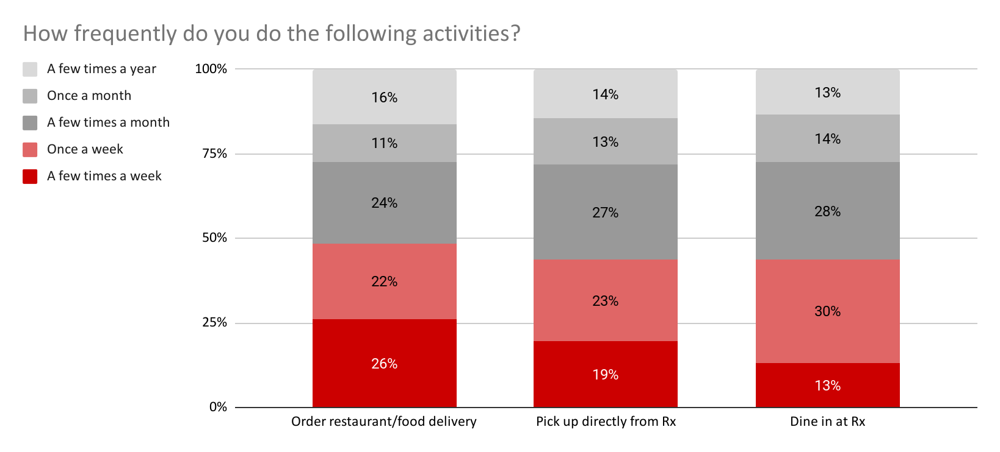 How frequently do you do the following activities?
A few times a year
Once a month
A few times a month
Once a week
A few times a week
100%
75%
50%
25%
0%
16%
11%
24%
22%
26%
14%
13%
27%
23%
19%
13%
14%
28%
30%
13%
Order restaurant/food delivery
Pick up directly from Rx
Dine in at Rx